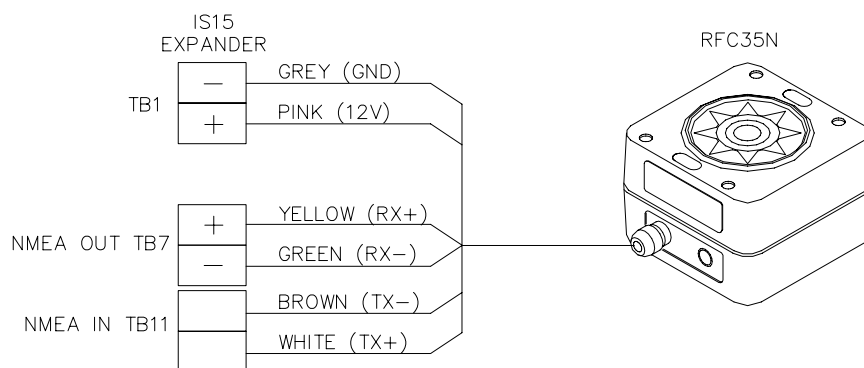 IS15
EXPANDER
RFC35N
TB1
−
GREY (GND)
+
PINK (12V)
NMEA OUT TB7
+
YELLOW (RX+)
−
GREEN (RX−)
NMEA IN TB11
BROWN (TX−)
WHITE (TX+)